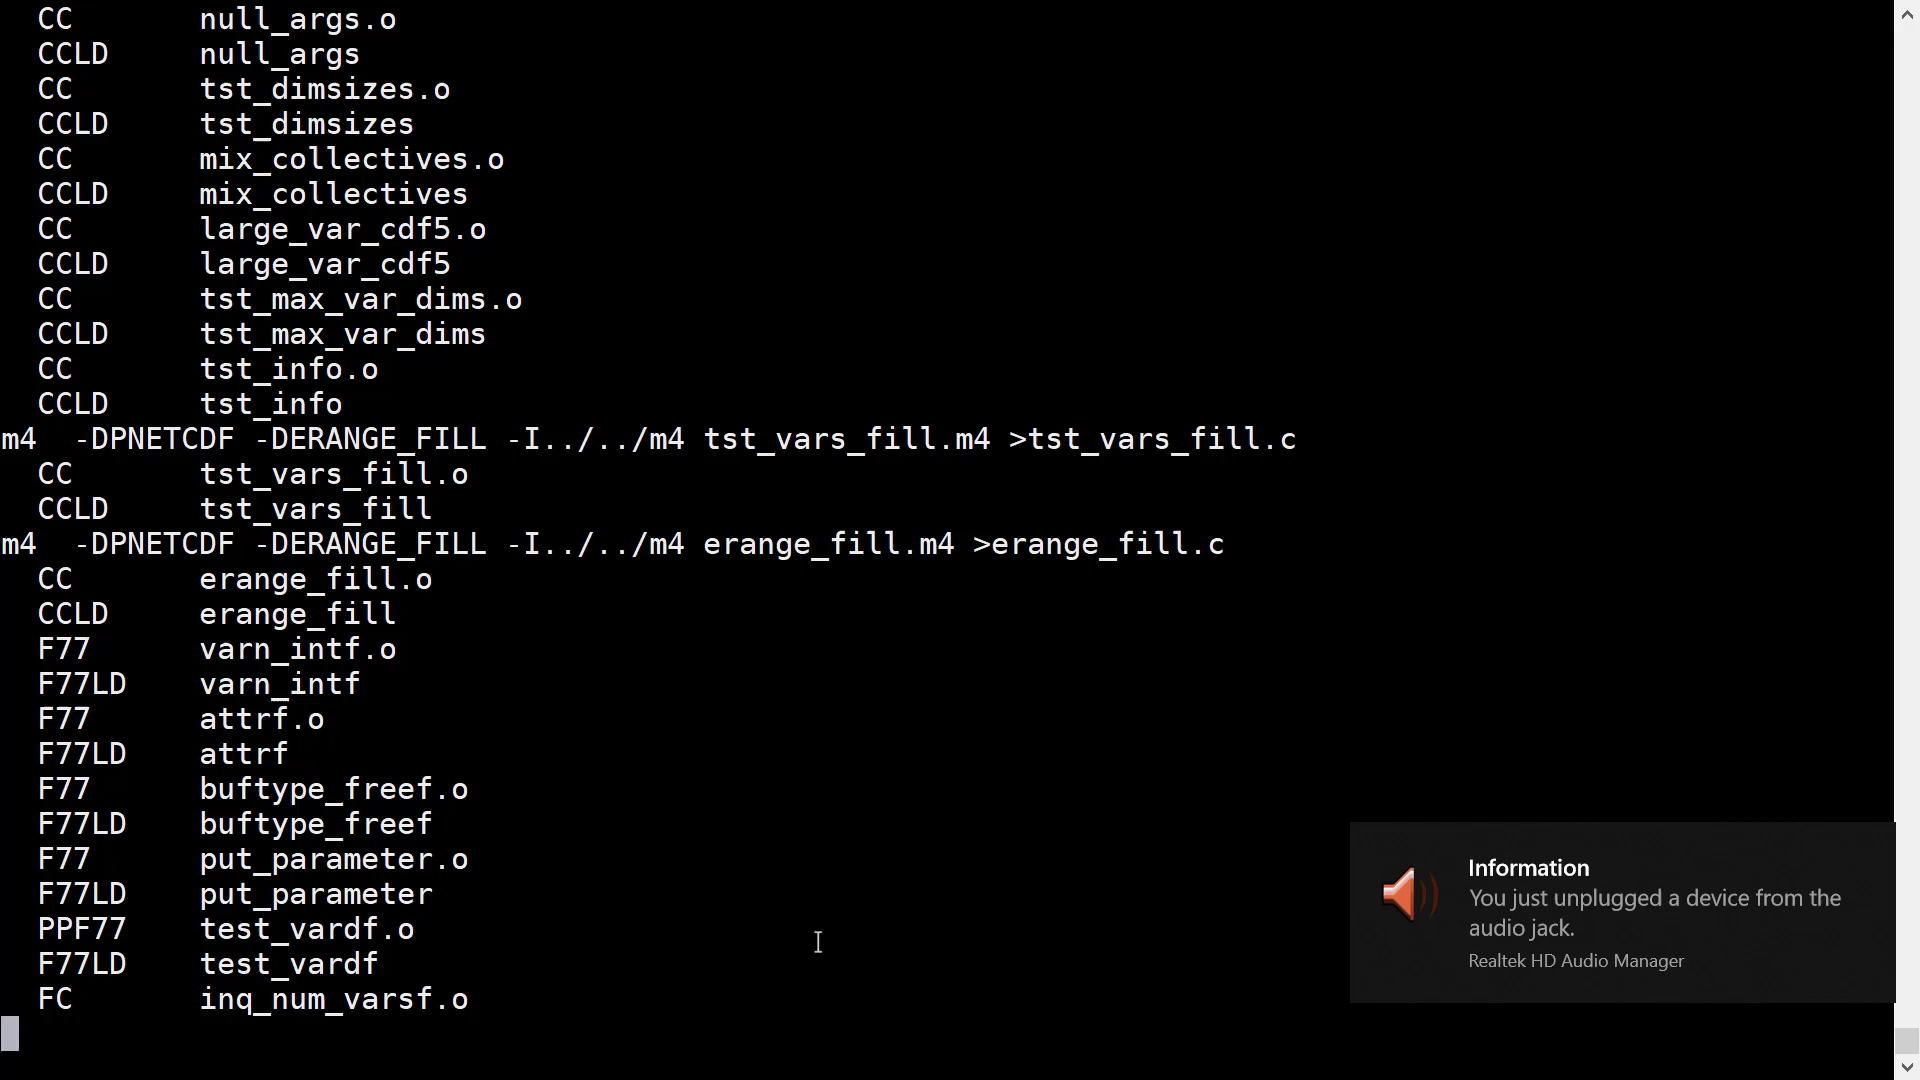 CC null_args.o
CCLD null_args
CC tst_dimsizes.o
CCLD tst_dimsizes
CC mix_collectives.o
CCLD mix_collectives
CC large_var_cdf5.o
CCLD large_var_cdf5
CC tst_max_var_dims.o
CCLD tst_max_var_dims
CC tst_info.o
CCLD tst_info
m4 -DPNETCDF -DERANGE_FILL -I../../m4 tst_vars_fill.m4 >tst_vars_fill.c
CC tst_vars_fill.o
CCLD tst_vars_fill
m4 -DPNETCDF -DERANGE_FILL -I../../m4 erange_fill.m4 >erange_fill.c
CC erange_fill.o
CCLD erange_fill
F77 varn_intf.o
F77LD varn_intf
F77 attrf.o
F77LD attrf
F77 buftype_freef.o
F77LD buftype_freef
F77 put_parameter.o
F77LD put_parameter
PPF77 test_vardf.o
F77LD test_vardf
FC inq_num_varsf.o
Information
You just unplugged a device from the
audio jack.
Realtek HD Audio Manager